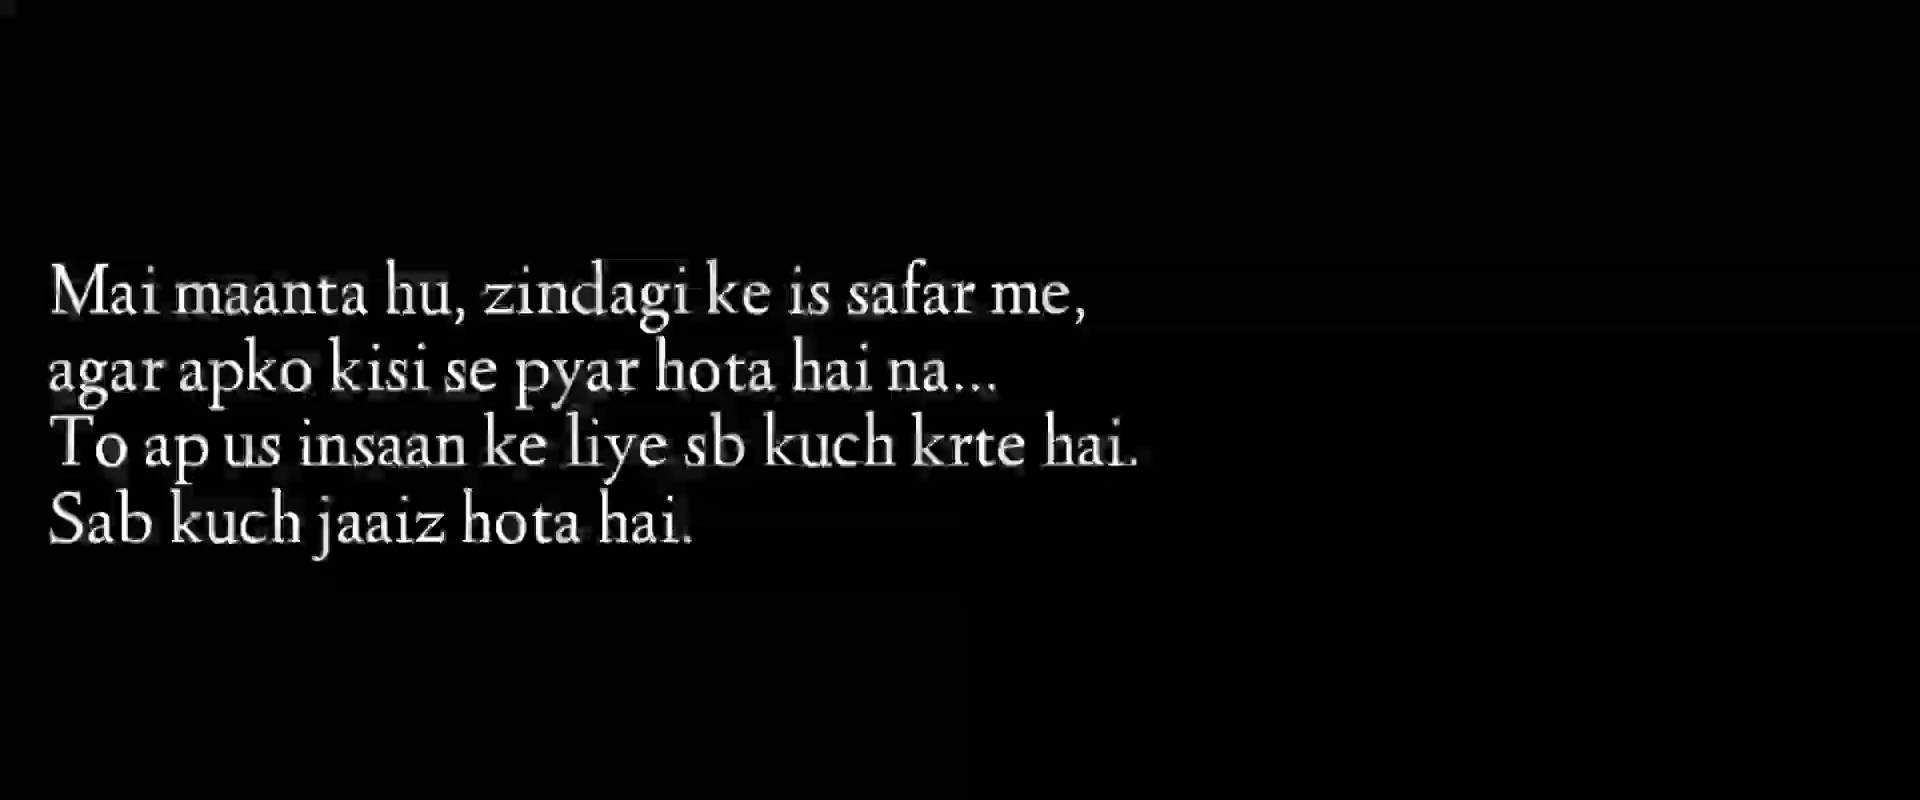 Mai maanta hu, zindagi ke is safar me,
agar apko kisi se pyar hota hai na...
To ap us insaan ke liye sb kuch krte hai.
Sab kuch jaaiz hota hai.